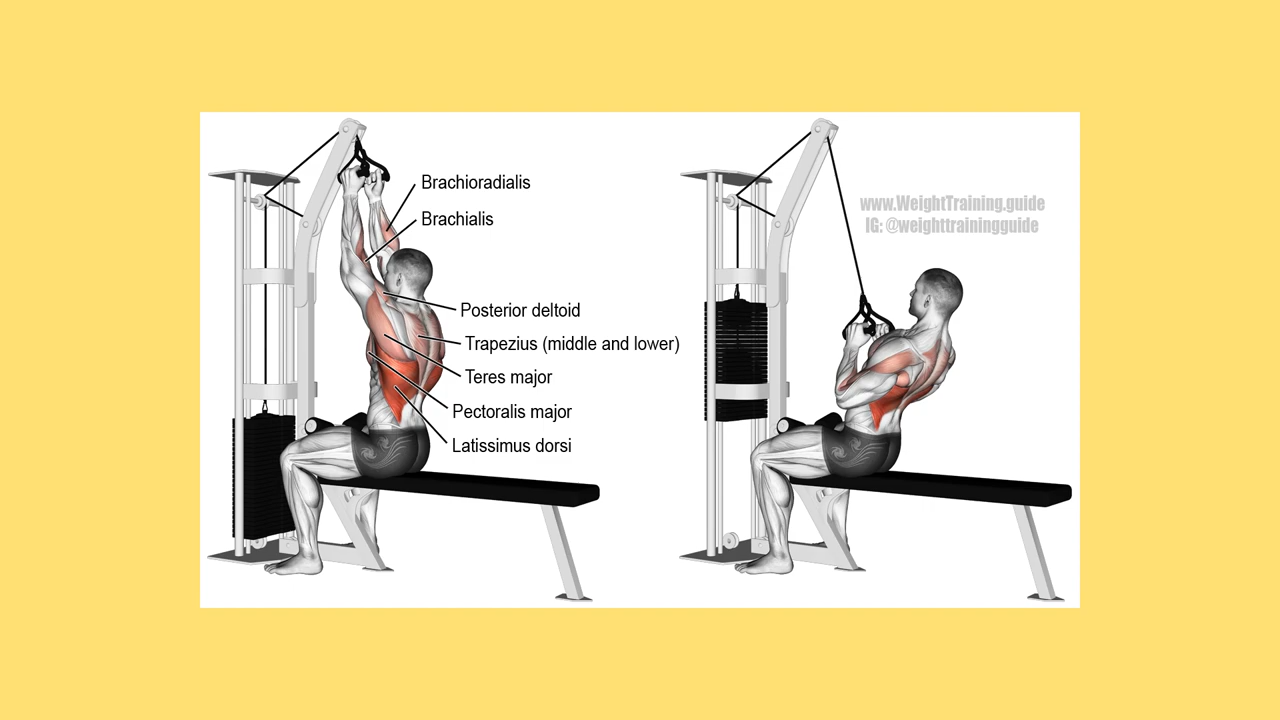 Brachioradialis
Brachialis
Posterior deltoid
Trapezius (middle and lower)
Teres major
Pectoralis major
Latissimus dorsi
www.WeightTraining.guide
IG: @weighttrainingguide